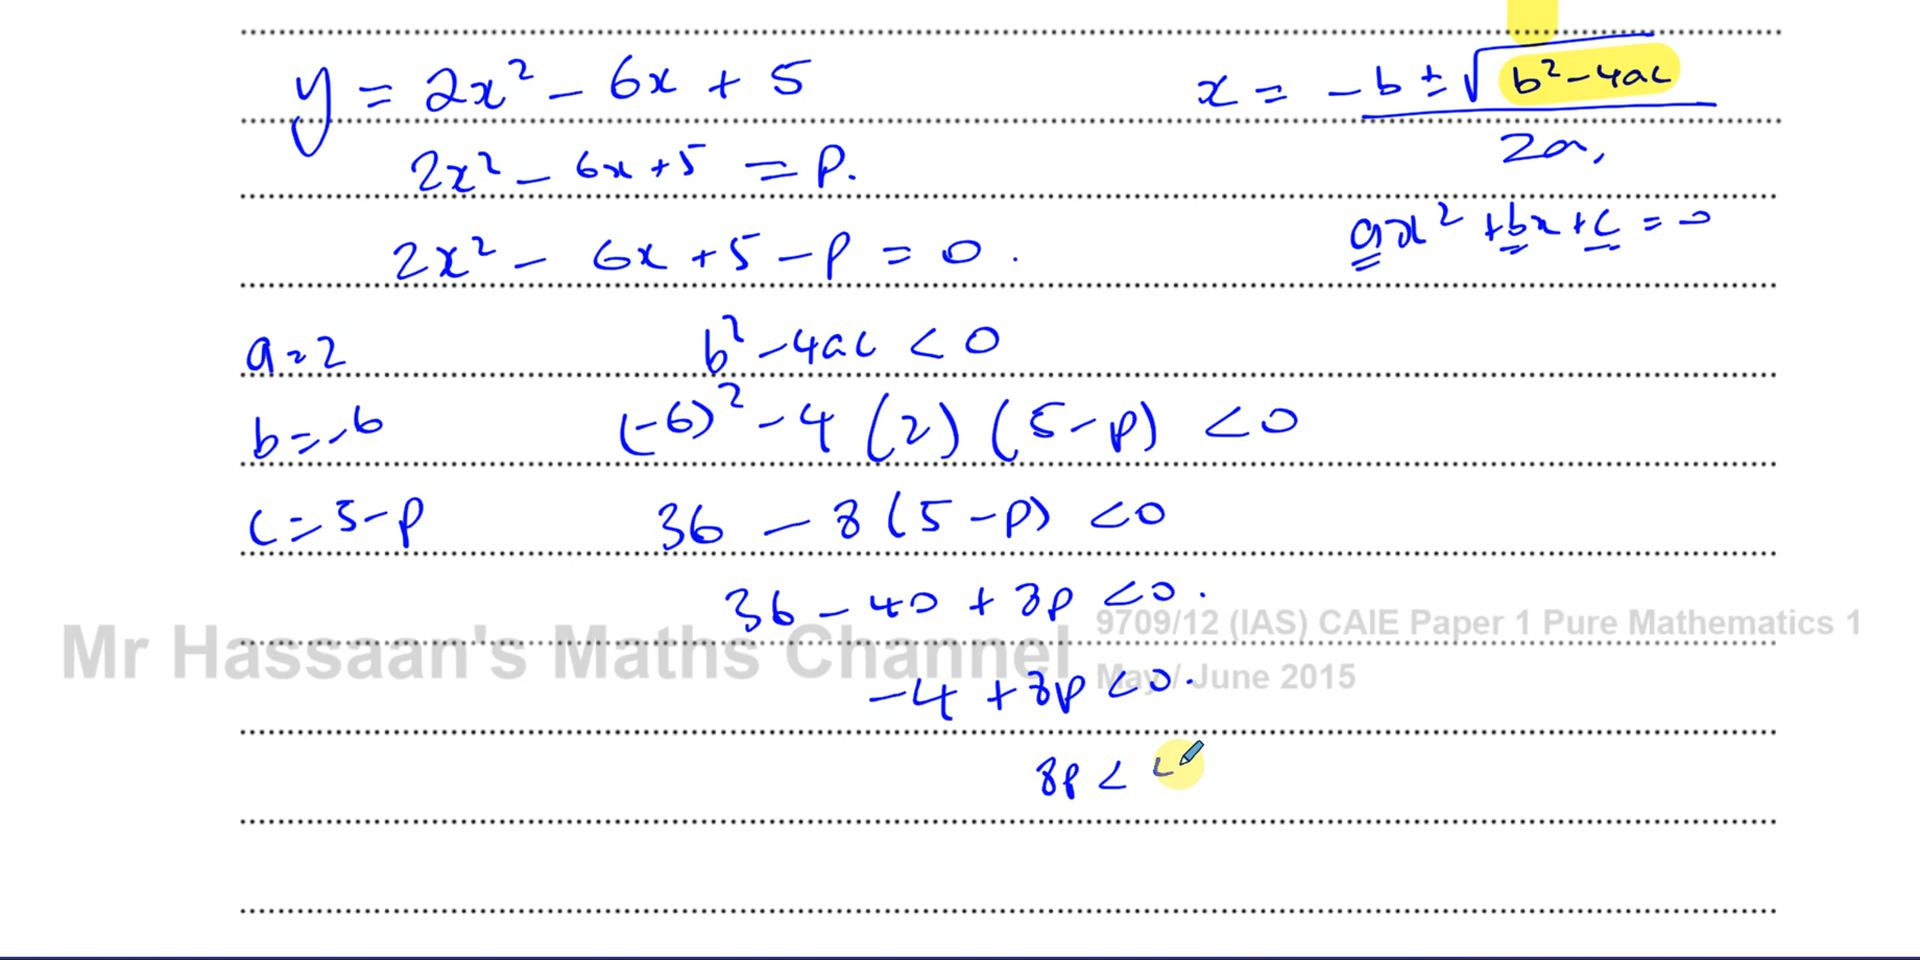 y = 2x² - 6x + 5
x = -b ± √b²-4ac / 2a,
2x² - 6x + 5 = p.
ax² + bx + c = 0
2x² - 6x + 5 - p = 0.
a = 2
b² - 4ac < 0
b = -6
(-6)² - 4 (2) (5-p) < 0
c = 5 - p
36 - 8(5-p) < 0
36 - 40 + 8p < 0.
Mr Hassaan's Maths Channel
9709/12 (IAS) CAIE Paper 1 Pure Mathematics 1
May/June 2015
-4 + 8p < 0.
8p <